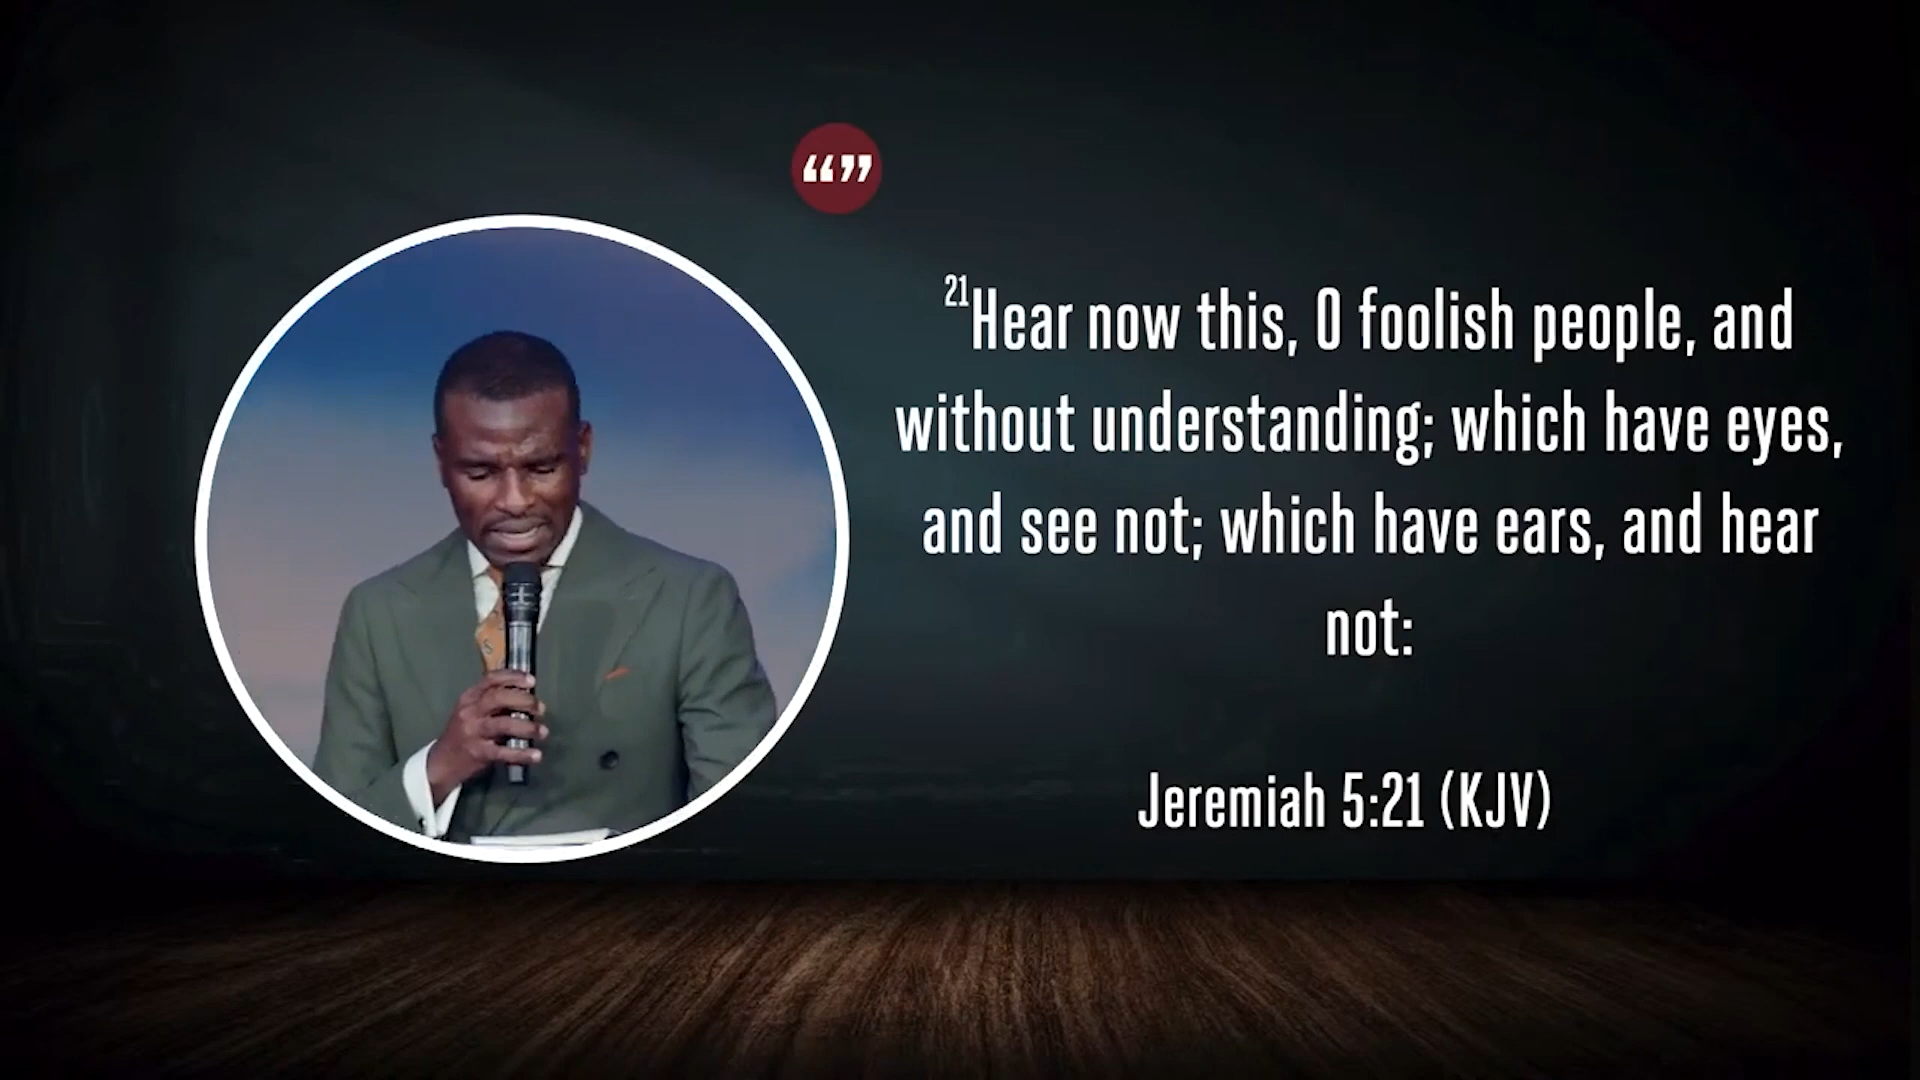 “”
21Hear now this, O foolish people, and
without understanding; which have eyes,
and see not; which have ears, and hear
not:
Jeremiah 5:21 (KJV)